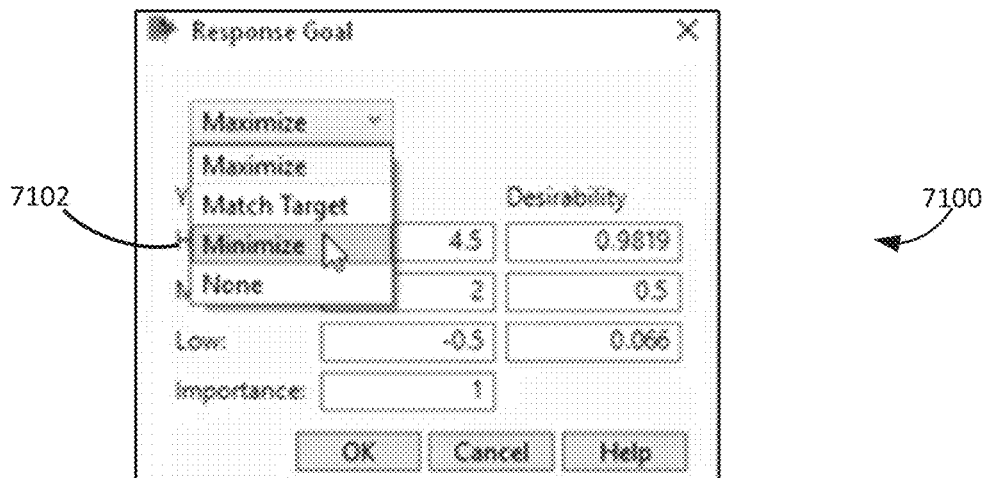 Response Goal
Maximize
Maximize
Y
Desirability
7102
7100
Match Target
H
Minimize
4.5
0.9819
M
None
2
0.5
Low:
-0.5
0.066
Importance:
1
OK
Cancel
Help